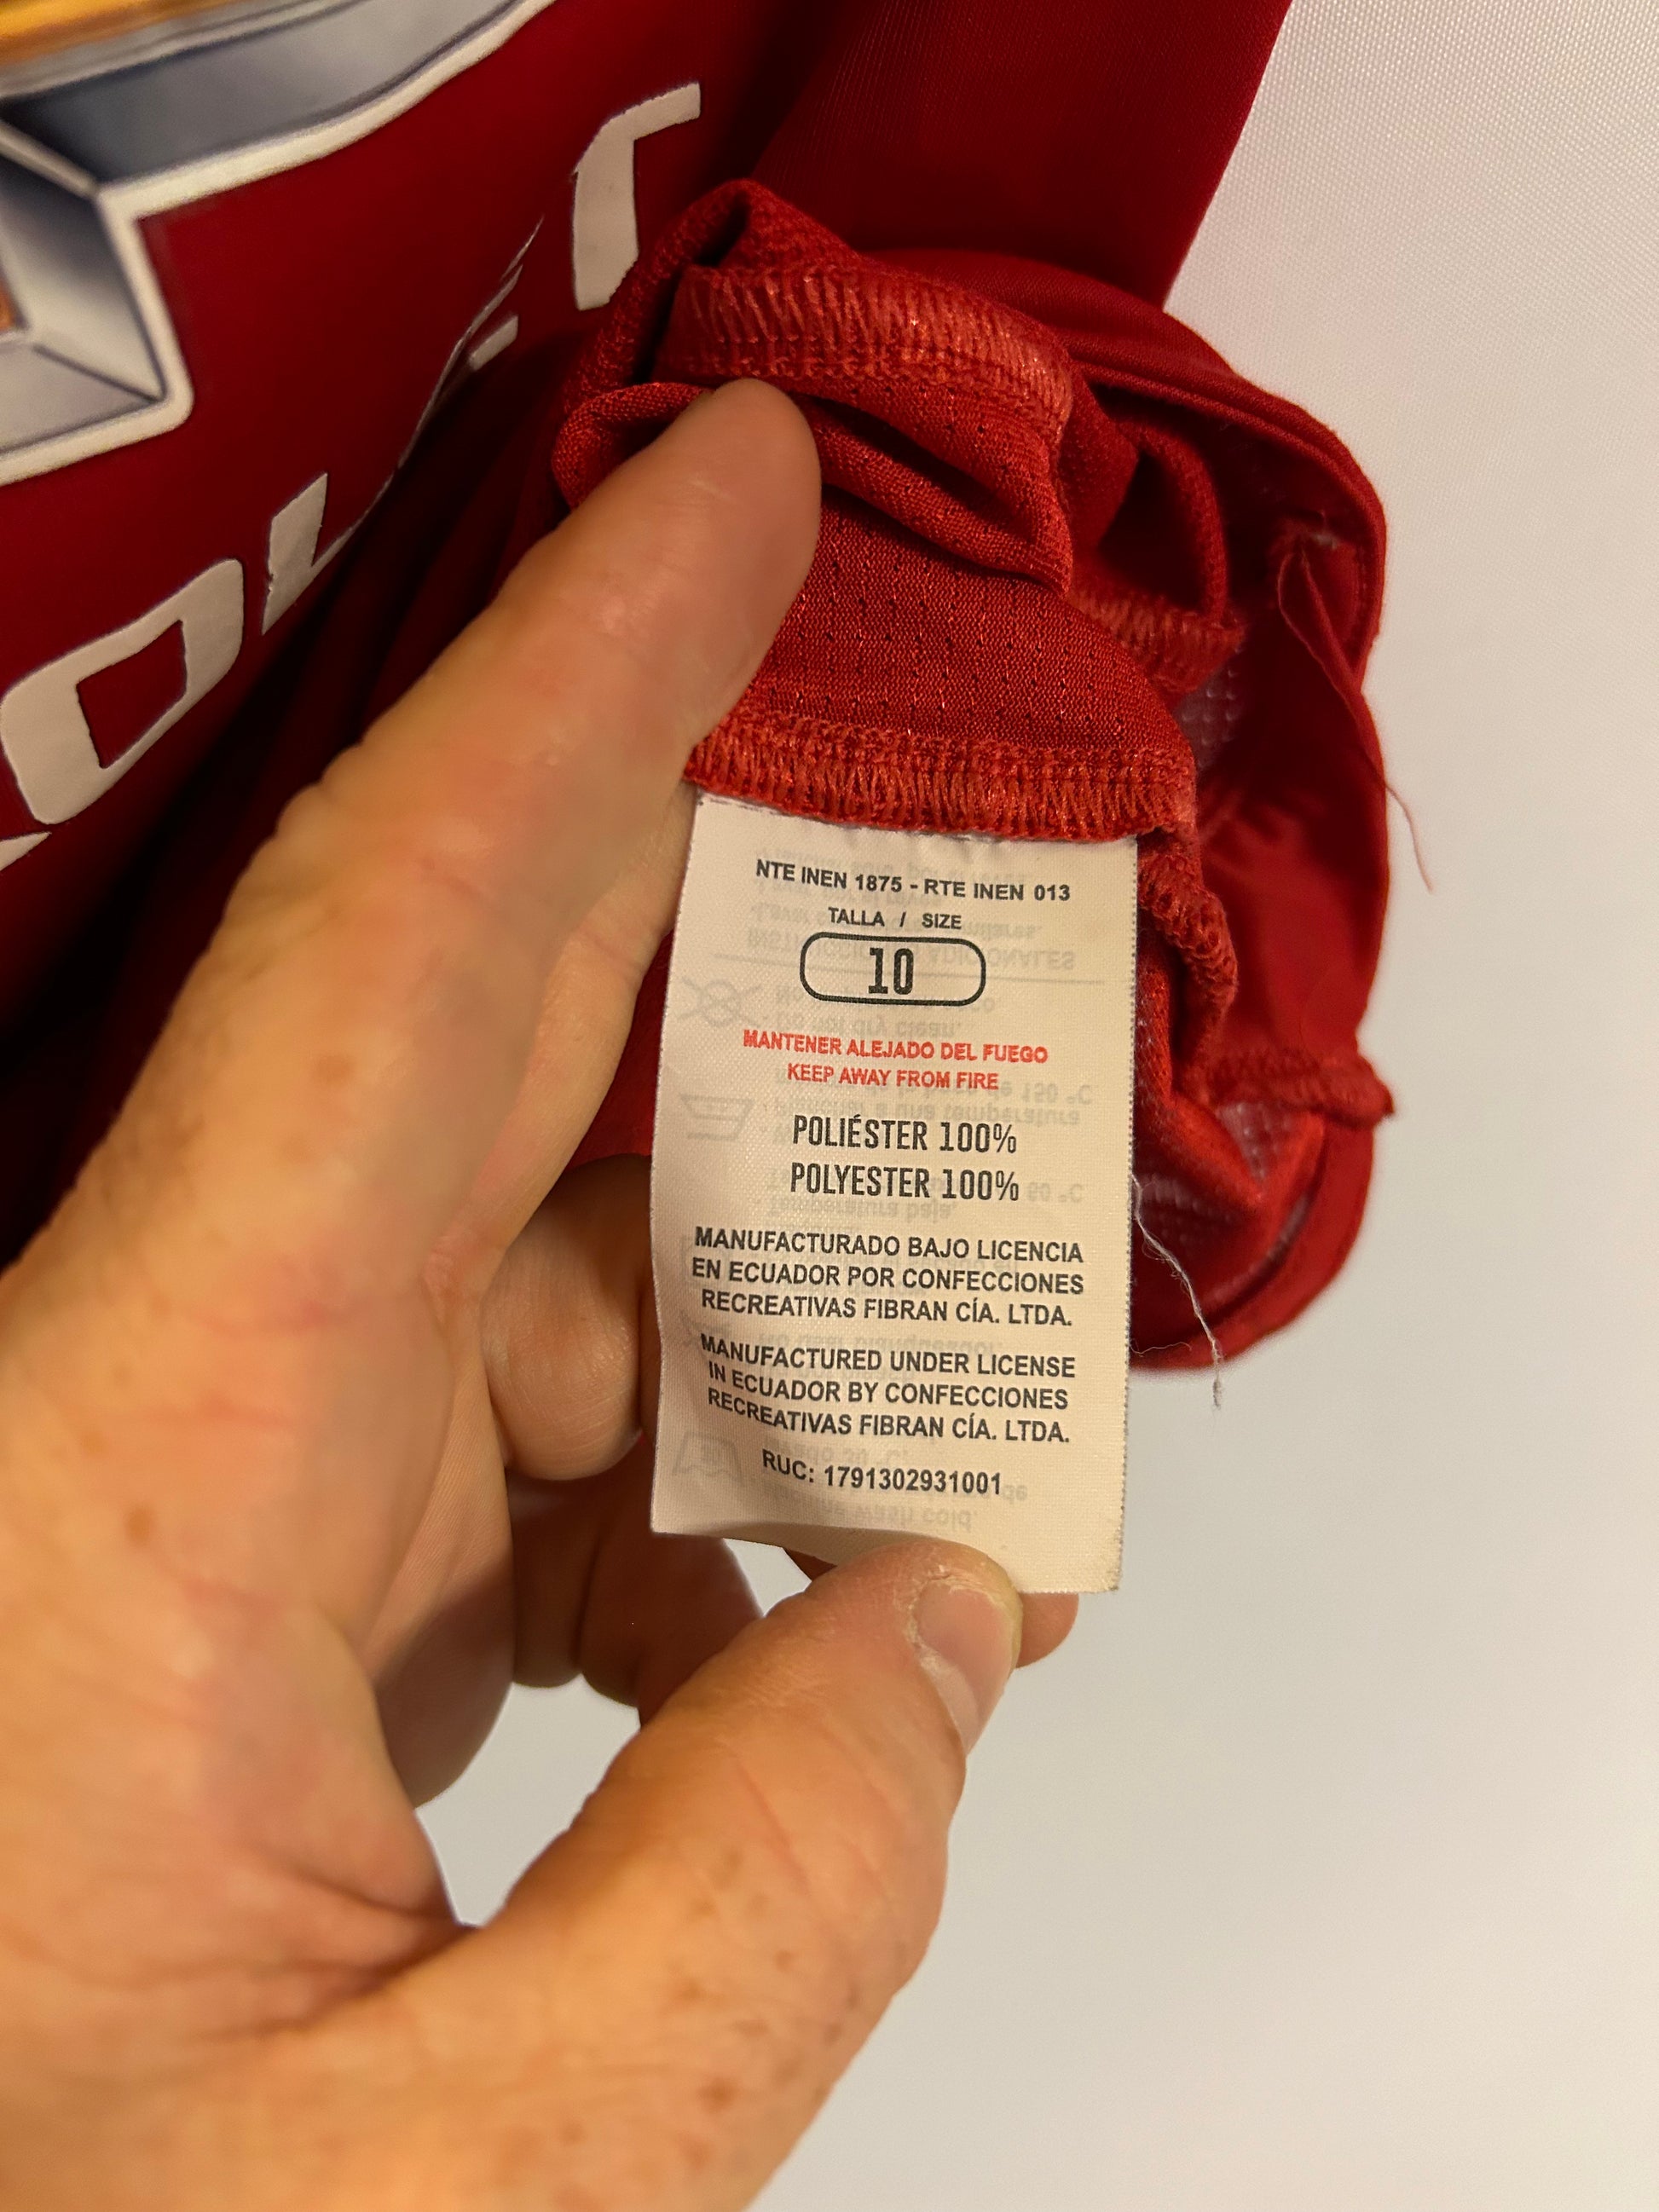 OLET
NTE INEN 1875 - RTE INEN 013
TALLA / SIZE
10
MANTENER ALEJADO DEL FUEGO
KEEP AWAY FROM FIRE
POLIÉSTER 100%
POLYESTER 100%
MANUFACTURADO BAJO LICENCIA
EN ECUADOR POR CONFECCIONES
RECREATIVAS FIBRAN CÍA. LTDA.
MANUFACTURED UNDER LICENSE
IN ECUADOR BY CONFECCIONES
RECREATIVAS FIBRAN CÍA. LTDA.
RUC: 1791302931001